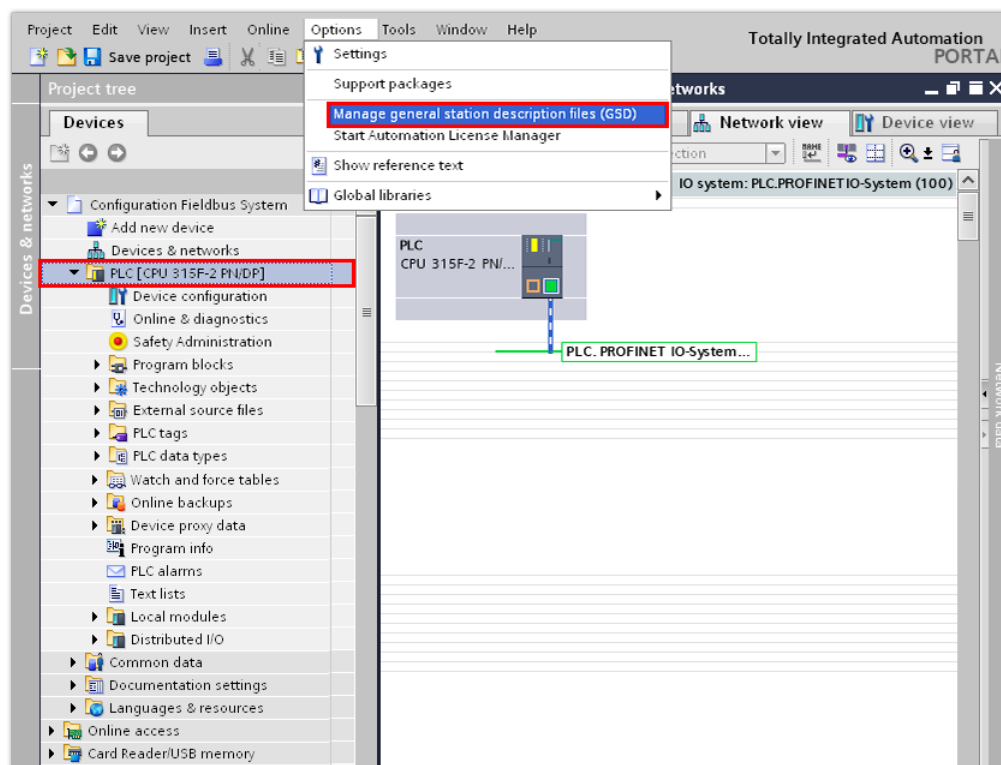 Project Edit View Insert Online Options Tools Window Help
Totally Integrated Automation
PORTA
Save project
Settings
Support packages
Manage general station description files (GSD)
Start Automation License Manager
Show reference text
Global libraries
Project tree
etworks
Devices
Network view
Device view
ction
IO system: PLC.PROFINET IO-System (100)
Devices & networks
Configuration Fieldbus System
Add new device
Devices & networks
PLC [CPU 315F-2 PN/DP]
Device configuration
Online & diagnostics
Safety Administration
Program blocks
Technology objects
External source files
PLC tags
PLC data types
Watch and force tables
Online backups
Device proxy data
Program info
PLC alarms
Text lists
Local modules
Distributed I/O
Common data
Documentation settings
Languages & resources
Online access
Card Reader/USB memory
PLC
CPU 315F-2 PN/...
PLC. PROFINET IO-System...